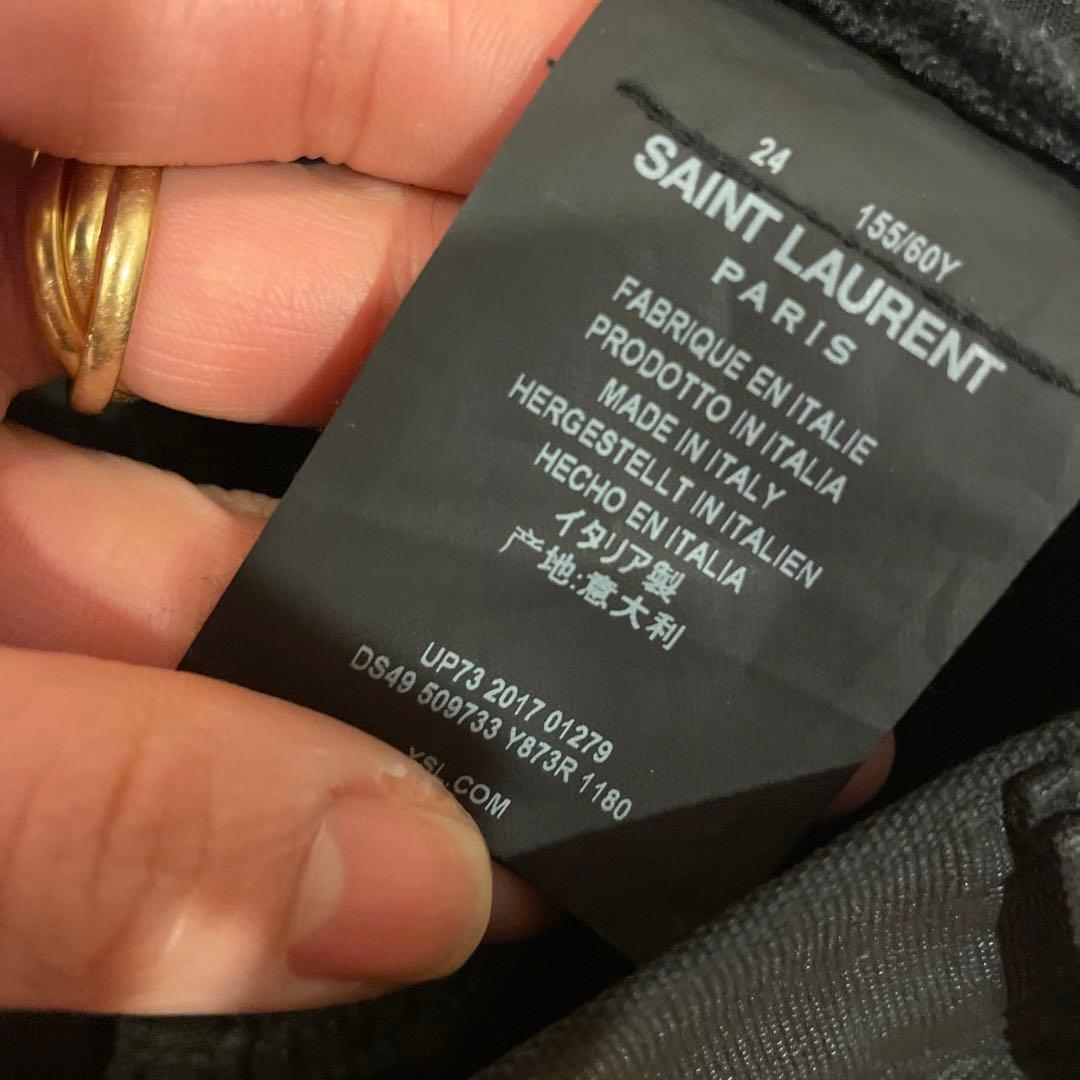 24 155/60Y
SAINT LAURENT
PARIS
FABRIQUE EN ITALIE
PRODOTTO IN ITALIA
MADE IN ITALY
HERGESTELLT IN ITALIEN
HECHO EN ITALIA
イタリア製
产地:意大利
UP73 2017 01279
DS49 509733 Y873R 1180
YSL.COM